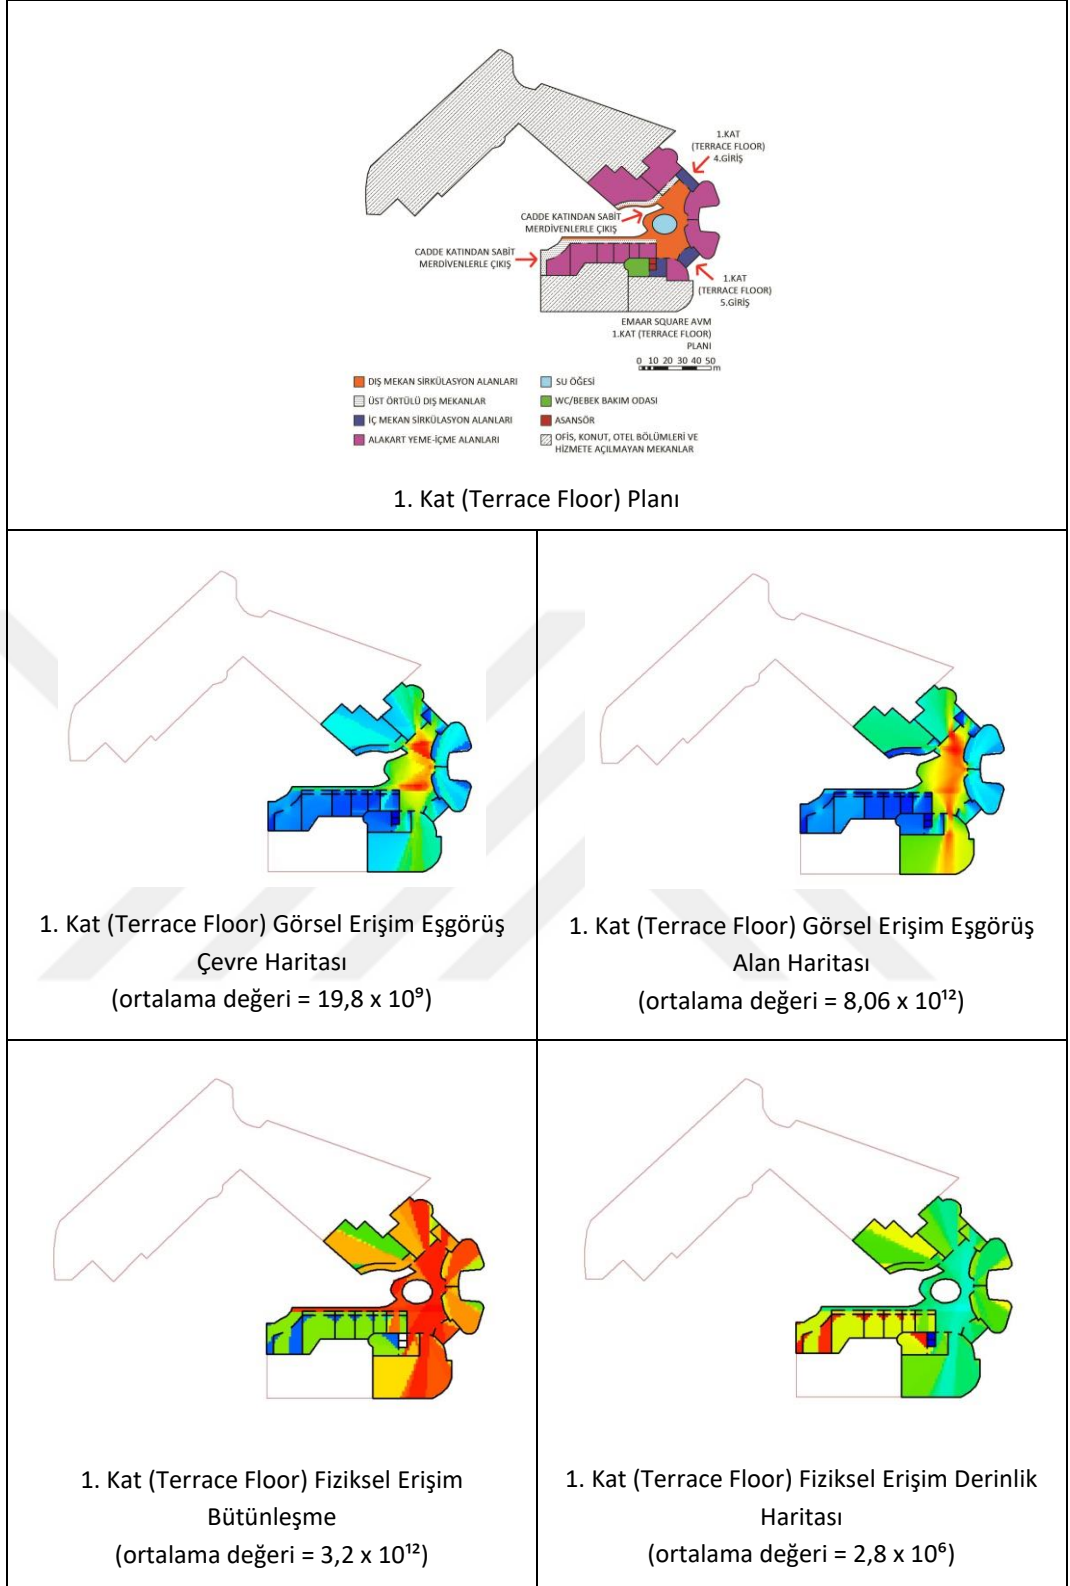 1.KAT
(TERRACE FLOOR)
4.GİRİŞ
CADDE KATINDAN SABİT
MERDİVENLERLE ÇIKIŞ
CADDE KATINDAN SABİT
MERDİVENLERLE ÇIKIŞ
1.KAT
(TERRACE FLOOR)
5.GİRİŞ
EMAAR SQUARE AVM
1.KAT (TERRACE FLOOR)
PLANI
0 10 20 30 40 50
m
DIŞ MEKAN SİRKÜLASYON ALANLARI
ÜST ÖRTÜLÜ DIŞ MEKANLAR
İÇ MEKAN SİRKÜLASYON ALANLARI
ALAKART YEME-İÇME ALANLARI
SU ÖĞESİ
WC/BEBEK BAKIM ODASI
ASANSÖR
OFİS, KONUT, OTEL BÖLÜMLERİ VE
HİZMETE AÇILMAYAN MEKANLAR
1. Kat (Terrace Floor) Planı
1. Kat (Terrace Floor) Görsel Erişim Eşgörüş
Çevre Haritası
(ortalama değeri = 19,8 x 10⁹)
1. Kat (Terrace Floor) Görsel Erişim Eşgörüş
Alan Haritası
(ortalama değeri = 8,06 x 10¹²)
1. Kat (Terrace Floor) Fiziksel Erişim
Bütünleşme
(ortalama değeri = 3,2 x 10¹²)
1. Kat (Terrace Floor) Fiziksel Erişim Derinlik
Haritası
(ortalama değeri = 2,8 x 10⁶)